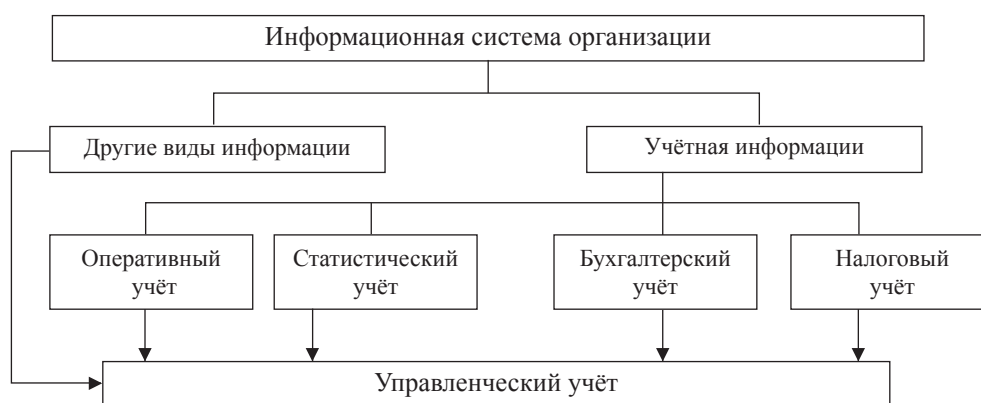 Информационная система организации
Другие виды информации
Учётная информации
Оперативный
учёт
Статистический
учёт
Бухгалтерский
учёт
Налоговый
учёт
Управленческий учёт